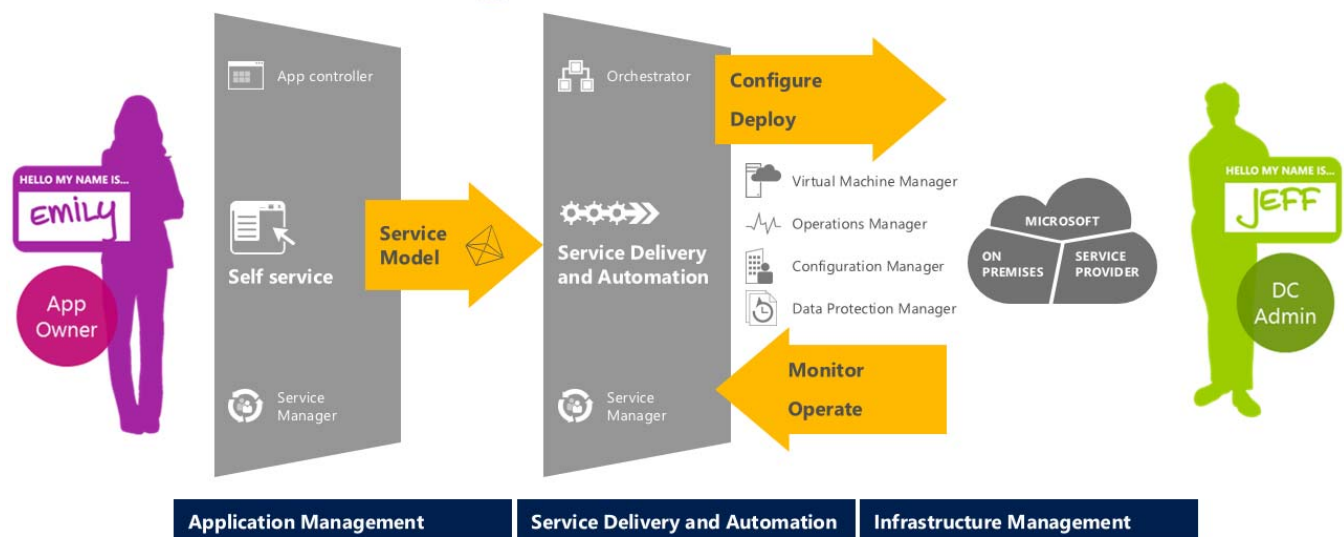 HELLO MY NAME IS...
EMILY
App
Owner
App controller
Self service
Service
Manager
Service
Model
Orchestrator
Service Delivery
and Automation
Service
Manager
Configure
Deploy
Virtual Machine Manager
Operations Manager
Configuration Manager
Data Protection Manager
Monitor
Operate
MICROSOFT
ON
PREMISES
SERVICE
PROVIDER
HELLO MY NAME IS...
JEFF
DC
Admin
Application Management
Service Delivery and Automation
Infrastructure Management